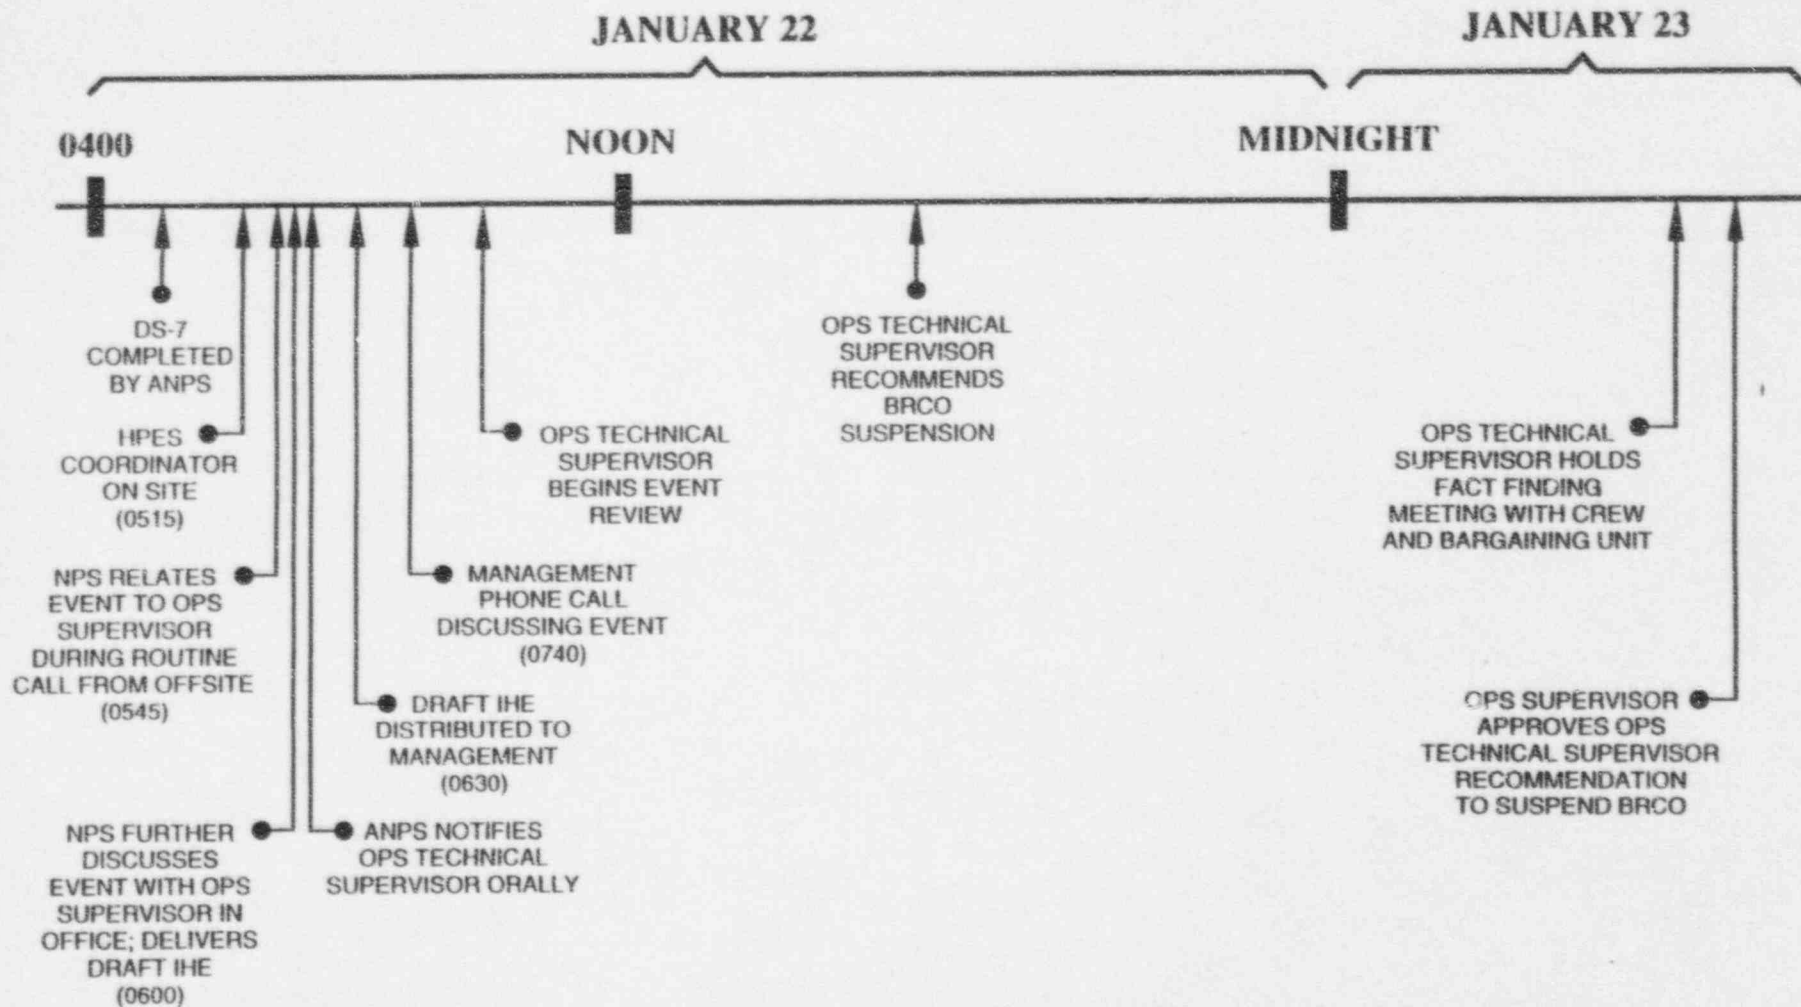 JANUARY 22
JANUARY 23
0400
NOON
MIDNIGHT
DS-7
COMPLETED
BY ANPS
HPES
COORDINATOR
ON SITE
(0515)
NPS RELATES
EVENT TO OPS
SUPERVISOR
DURING ROUTINE
CALL FROM OFFSITE
(0545)
NPS FURTHER
DISCUSSES
EVENT WITH OPS
SUPERVISOR IN
OFFICE; DELIVERS
DRAFT IHE
(0600)
ANPS NOTIFIES
OPS TECHNICAL
SUPERVISOR ORALLY
DRAFT IHE
DISTRIBUTED TO
MANAGEMENT
(0630)
MANAGEMENT
PHONE CALL
DISCUSSING EVENT
(0740)
OPS TECHNICAL
SUPERVISOR
BEGINS EVENT
REVIEW
OPS TECHNICAL
SUPERVISOR
RECOMMENDS
BRCO
SUSPENSION
OPS TECHNICAL
SUPERVISOR HOLDS
FACT FINDING
MEETING WITH CREW
AND BARGAINING UNIT
OPS SUPERVISOR
APPROVES OPS
TECHNICAL SUPERVISOR
RECOMMENDATION
TO SUSPEND BRCO